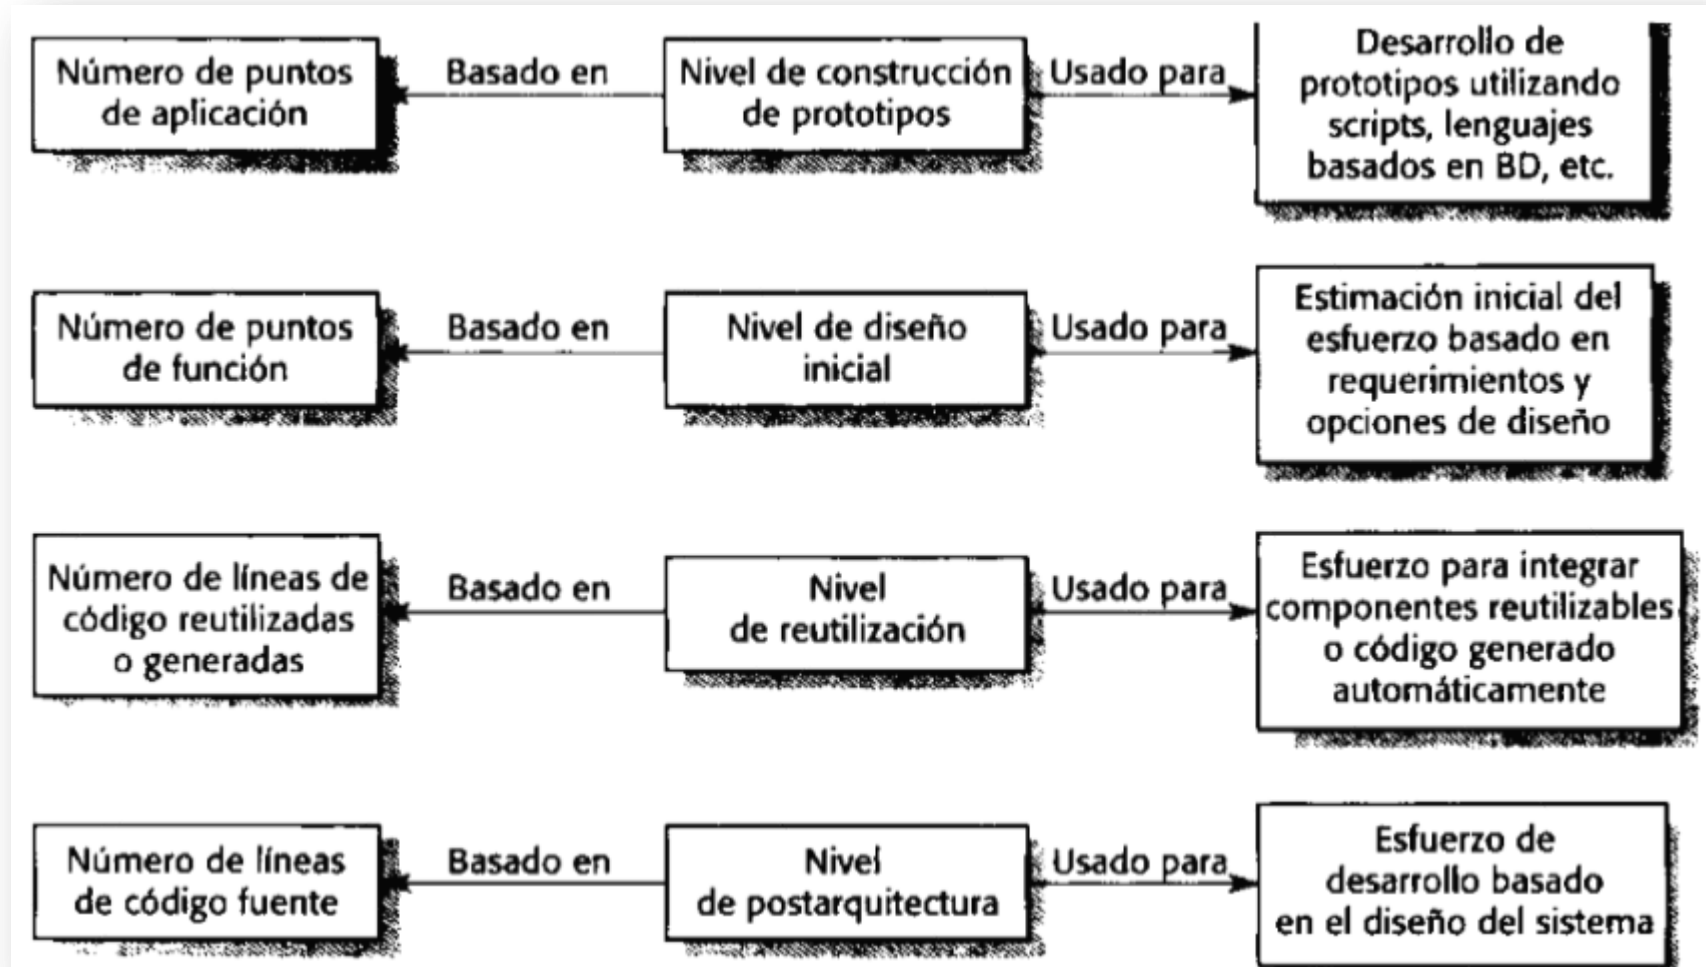 Número de puntos
de aplicación
Basado en
Nivel de construcción
de prototipos
Usado para
Desarrollo de
prototipos utilizando
scripts, lenguajes
basados en BD, etc.
Número de puntos
de función
Basado en
Nivel de diseño
inicial
Usado para
Estimación inicial del
esfuerzo basado en
requerimientos y
opciones de diseño
Número de líneas de
código reutilizadas
o generadas
Basado en
Nivel
de reutilización
Usado para
Esfuerzo para integrar
componentes reutilizables
o código generado
automáticamente
Número de líneas
de código fuente
Basado en
Nivel
de postarquitectura
Usado para
Esfuerzo de
desarrollo basado
en el diseño del sistema